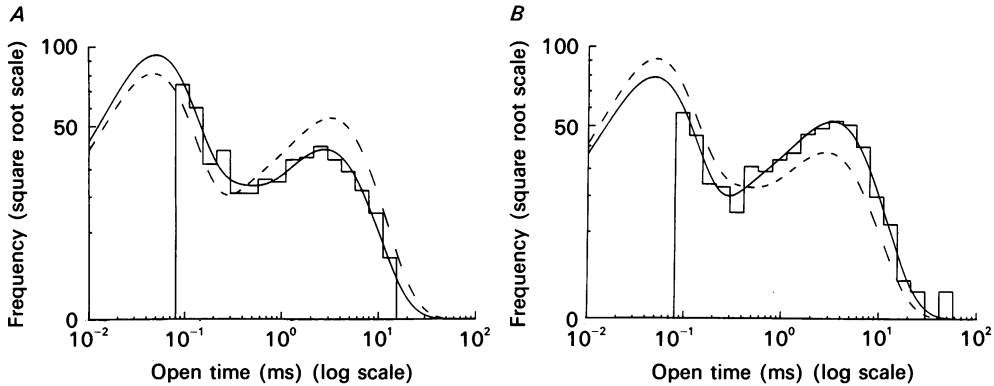 A
B
Frequency (square root scale)
100
50
0
10⁻² 10⁻¹ 10⁰ 10¹ 10²
Open time (ms) (log scale)
Frequency (square root scale)
100
50
0
10⁻² 10⁻¹ 10⁰ 10¹ 10²
Open time (ms) (log scale)